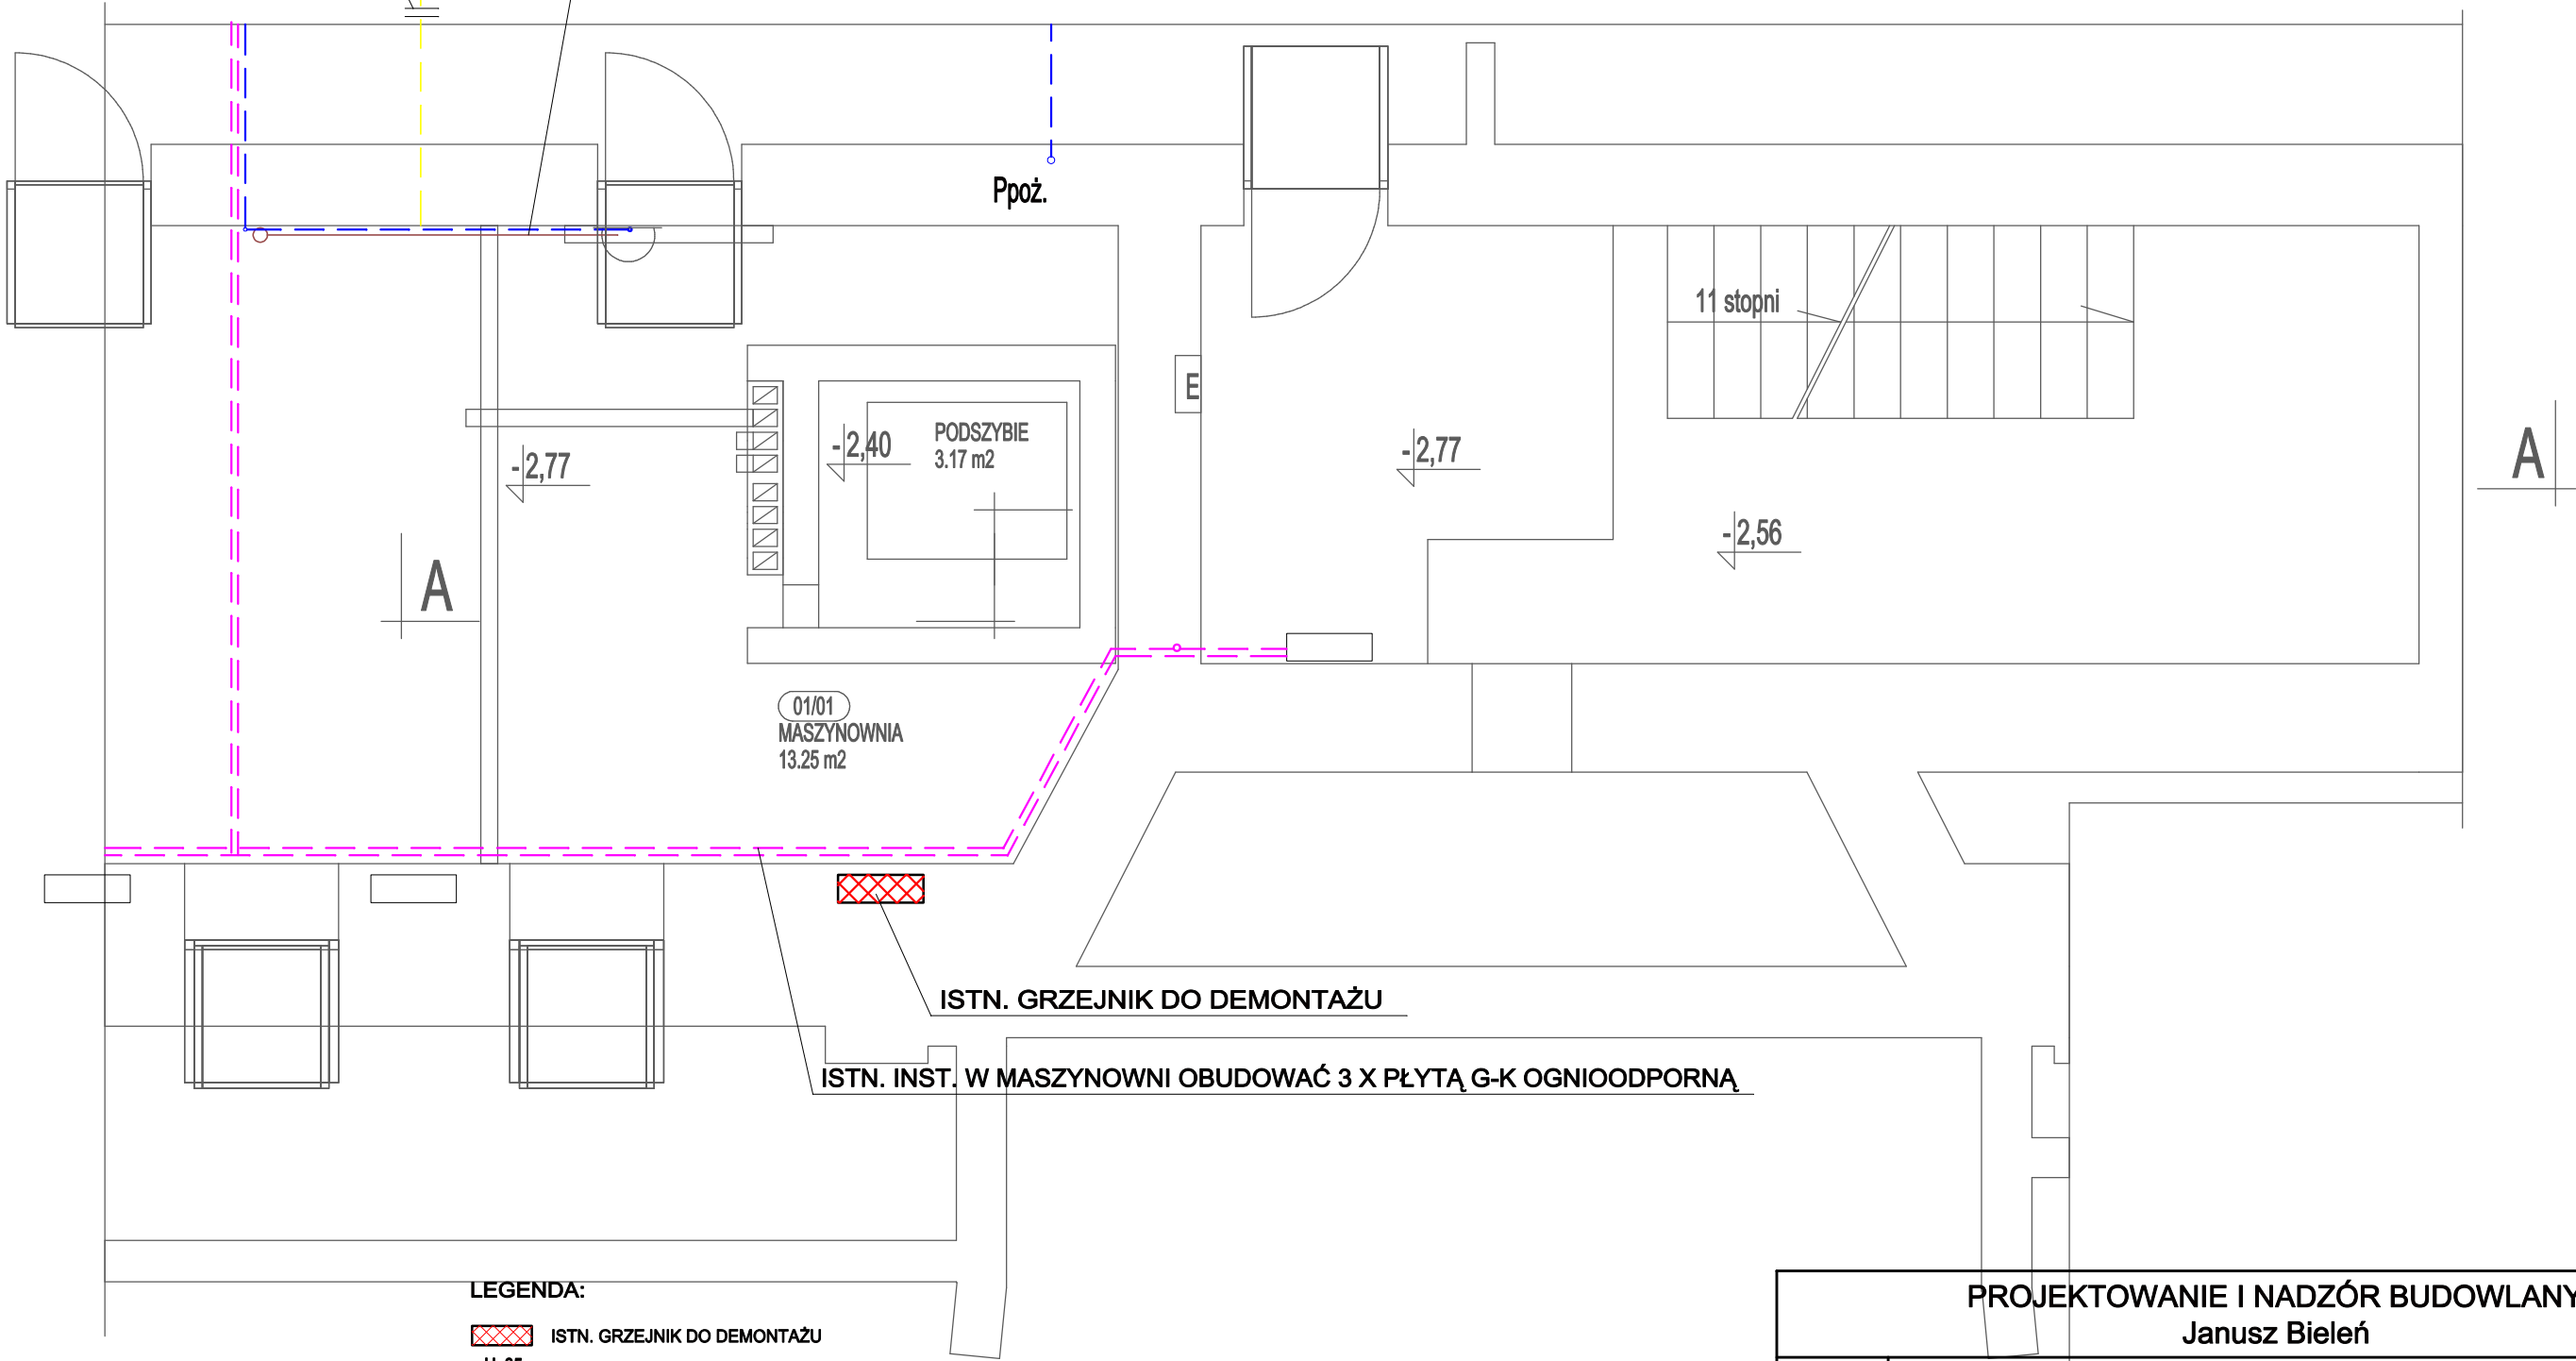 Ppoż.
11 stopni
E
PODSZYBIE
3.17 m2
-2,40
-2,77
-2,77
A
-2,56
A
01/01
MASZYNOWNIA
13.25 m2
ISTN. GRZEJNIK DO DEMONTAŻU
ISTN. INST. W MASZYNOWNI OBUDOWAĆ 3 X PŁYTĄ G-K OGNIOODPORNĄ
LEGENDA:
ISTN. GRZEJNIK DO DEMONTAŻU
PROJEKTOWANIE I NADZÓR BUDOWLANY
Janusz Bieleń